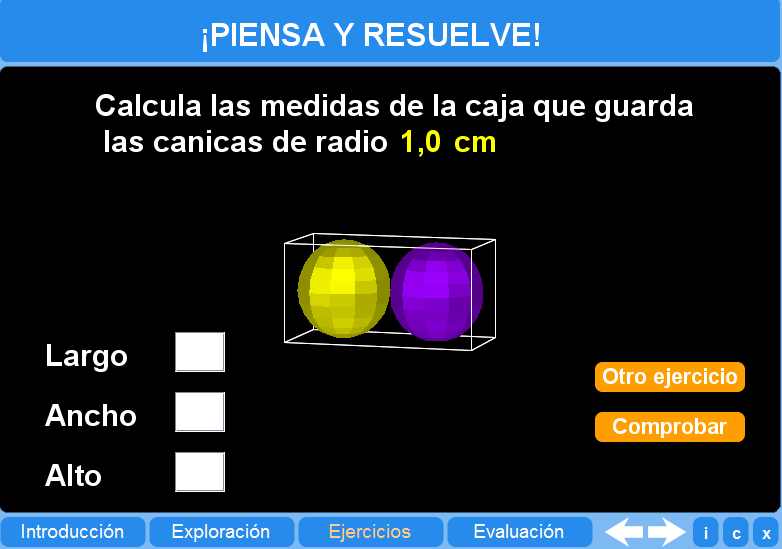 ¡PIENSA Y RESUELVE!
Calcula las medidas de la caja que guarda
las canicas de radio 1,0 cm
Largo
Ancho
Alto
Otro ejercicio
Comprobar
Introducción Exploración Ejercicios Evaluación i c x